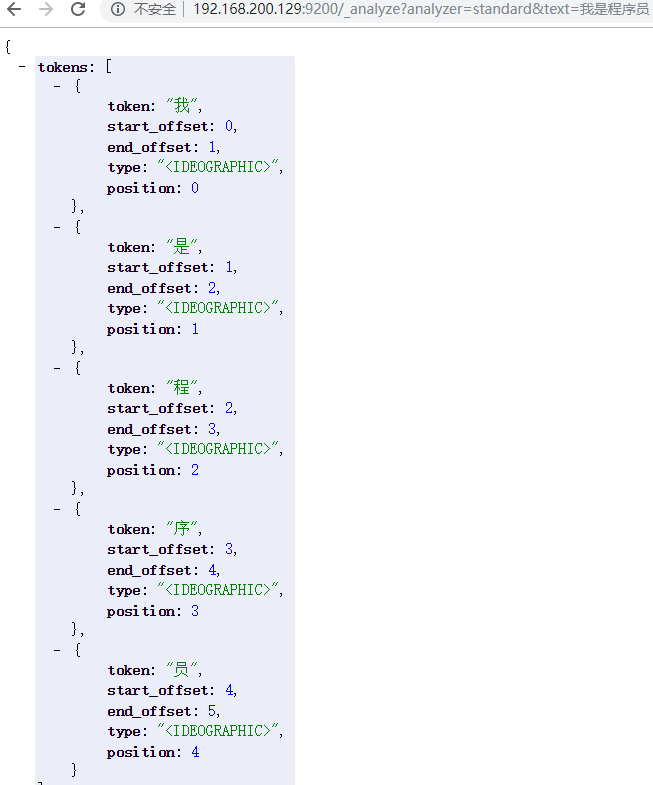 不安全 | 192.168.200.129:9200/_analyze?analyzer=standard&text=我是程序员
{
- tokens: [
- {
token: "我",
start_offset: 0,
end_offset: 1,
type: "<IDEOGRAPHIC>",
position: 0
},
- {
token: "是",
start_offset: 1,
end_offset: 2,
type: "<IDEOGRAPHIC>",
position: 1
},
- {
token: "程",
start_offset: 2,
end_offset: 3,
type: "<IDEOGRAPHIC>",
position: 2
},
- {
token: "序",
start_offset: 3,
end_offset: 4,
type: "<IDEOGRAPHIC>",
position: 3
},
- {
token: "员",
start_offset: 4,
end_offset: 5,
type: "<IDEOGRAPHIC>",
position: 4
}